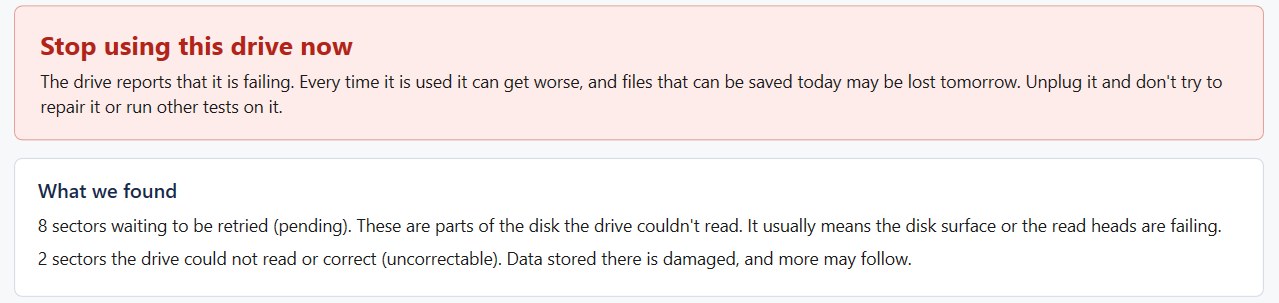 Stop using this drive now
The drive reports that it is failing. Every time it is used it can get worse, and files that can be saved today may be lost tomorrow. Unplug it and don't try to
repair it or run other tests on it.
What we found
8 sectors waiting to be retried (pending). These are parts of the disk the drive couldn't read. It usually means the disk surface or the read heads are failing.
2 sectors the drive could not read or correct (uncorrectable). Data stored there is damaged, and more may follow.